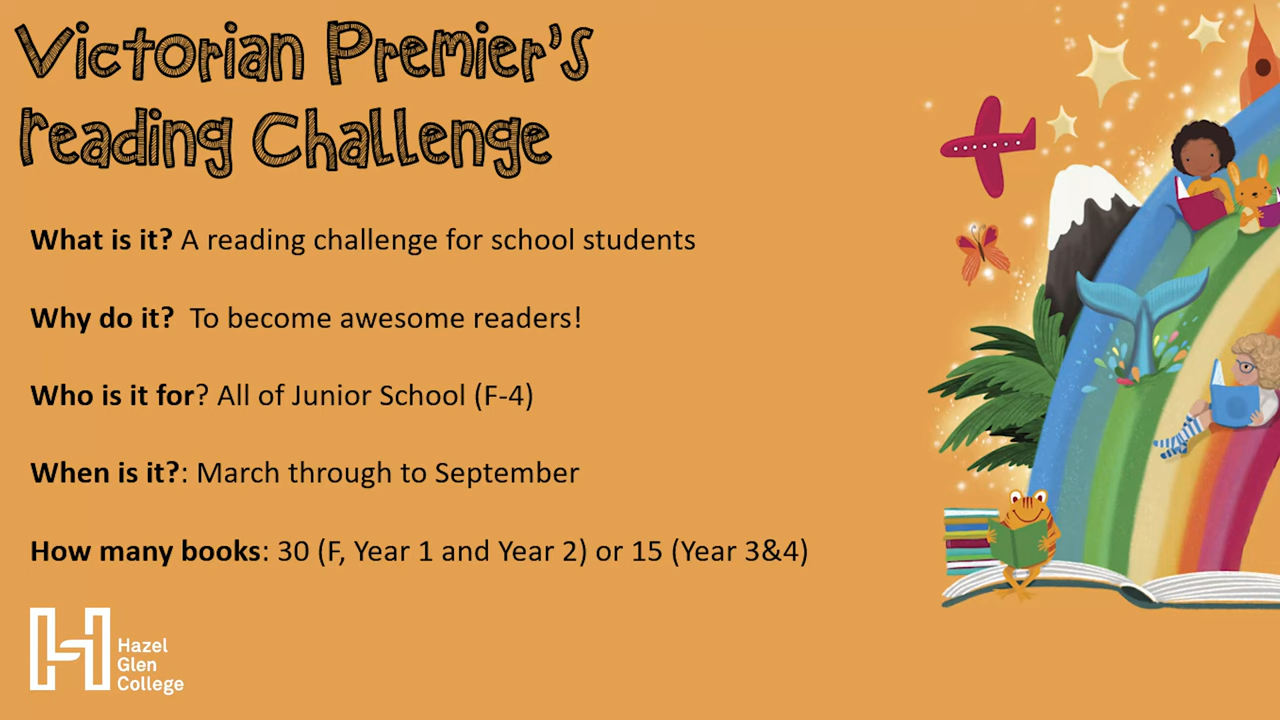 Victorian Premier's
Reading Challenge
What is it? A reading challenge for school students
Why do it?  To become awesome readers!
Who is it for? All of Junior School (F-4)
When is it?: March through to September
How many books: 30 (F, Year 1 and Year 2) or 15 (Year 3&4)
Hazel
Glen
College